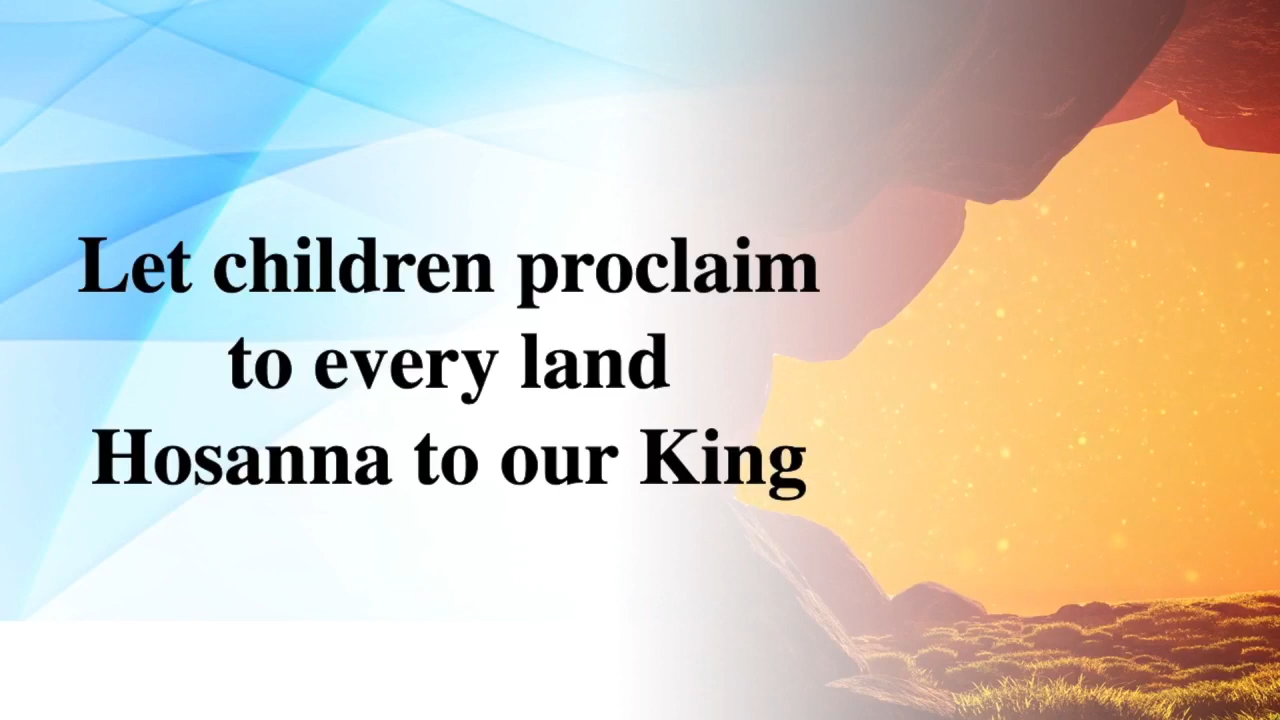 Let children proclaim
to every land
Hosanna to our King